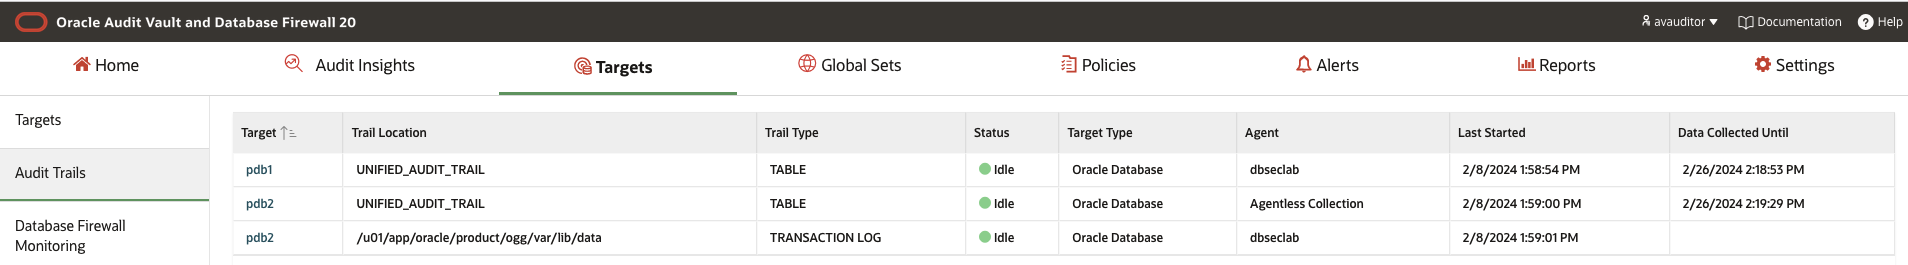 Oracle Audit Vault and Database Firewall 20
avauditor Documentation Help
Home Audit Insights Targets Global Sets Policies Alerts Reports Settings
Targets
Audit Trails
Database Firewall
Monitoring
Target Trail Location Trail Type Status Target Type Agent Last Started Data Collected Until
pdb1 UNIFIED_AUDIT_TRAIL TABLE Idle Oracle Database dbseclab 2/8/2024 1:58:54 PM 2/26/2024 2:18:53 PM
pdb2 UNIFIED_AUDIT_TRAIL TABLE Idle Oracle Database Agentless Collection 2/8/2024 1:59:00 PM 2/26/2024 2:19:29 PM
pdb2 /u01/app/oracle/product/ogg/var/lib/data TRANSACTION LOG Idle Oracle Database dbseclab 2/8/2024 1:59:01 PM